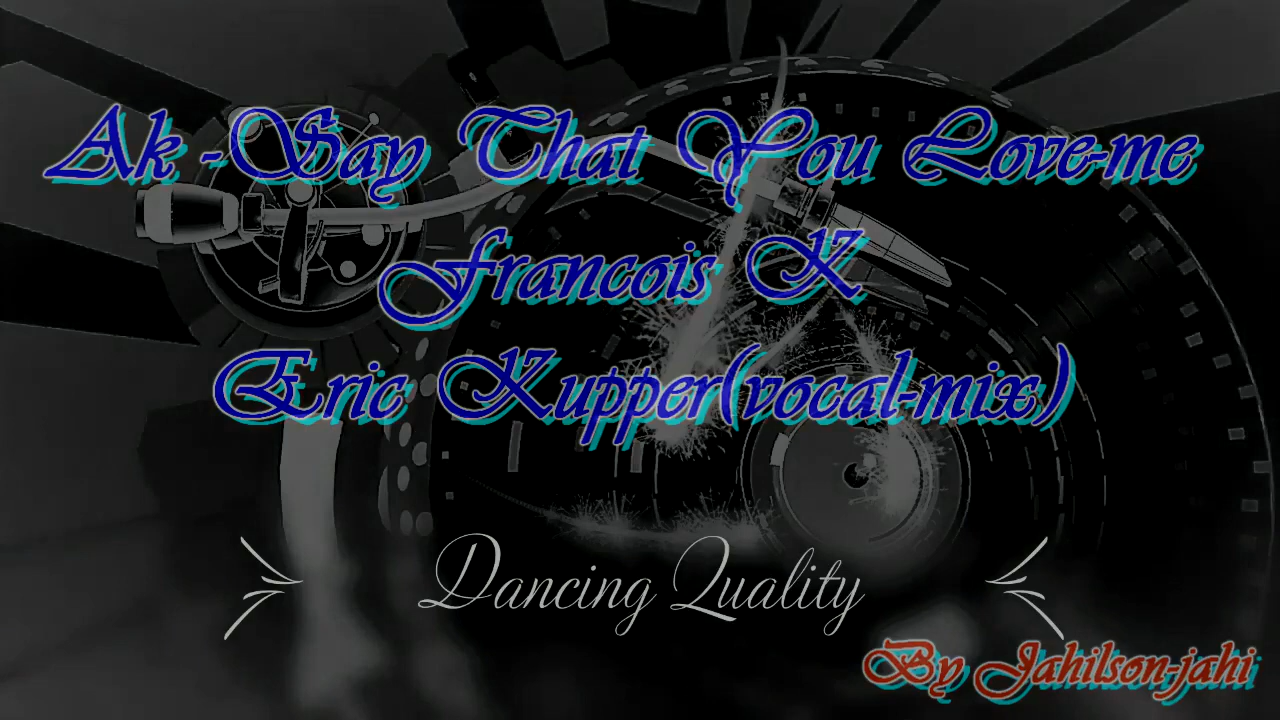 Ak - Say That You Love-me
Francois K
Eric Kupper(vocal-mix)
Dancing Quality
By Jahilson-jahi